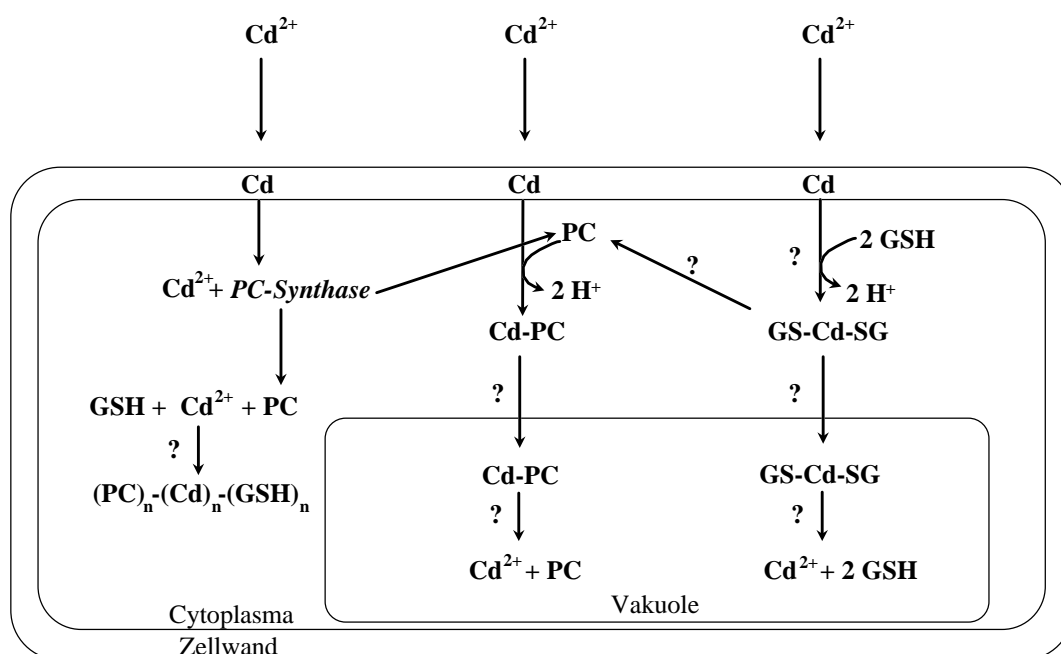 Cd²⁺ Cd²⁺ Cd²⁺
Cd Cd Cd
PC ? 2 GSH
?
Cd²⁺ + PC-Synthase 2 H⁺ 2 H⁺
Cd-PC GS-Cd-SG
? ?
GSH + Cd²⁺ + PC
?
Cd-PC GS-Cd-SG
(PC)ₙ-(Cd)ₙ-(GSH)ₙ
? ?
Cd²⁺ + PC Cd²⁺ + 2 GSH
Cytoplasma Vakuole
Zellwand